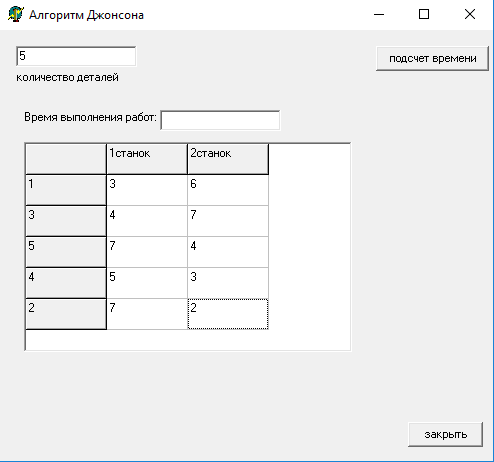 Алгоритм Джонсона
5
подсчет времени
количество деталей
Время выполнения работ:
1станок 2станок
1 3 6
3 4 7
5 7 4
4 5 3
2 7 2
закрыть